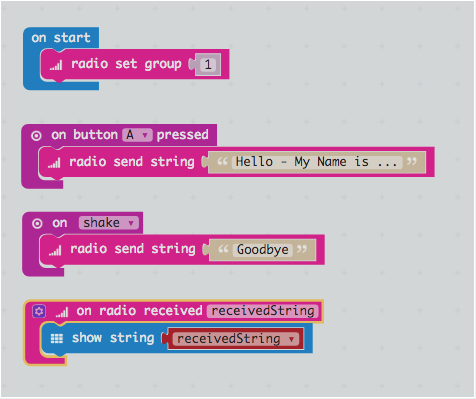 on start
radio set group 1
on button A pressed
radio send string “ Hello - My Name is ... ”
on shake
radio send string “ Goodbye ”
on radio received receivedString
show string receivedString